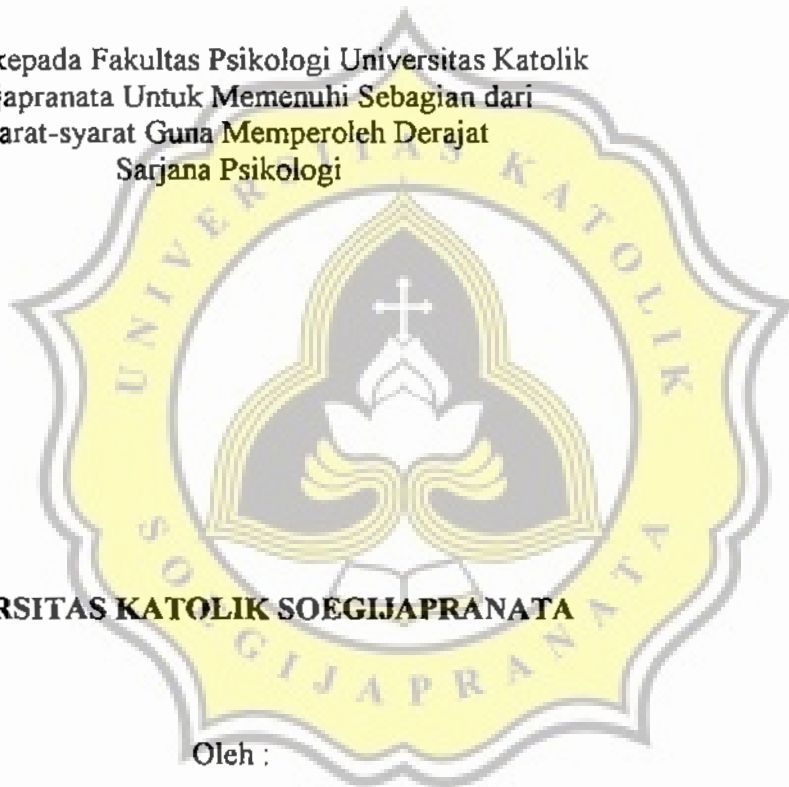 kepada Fakultas Psikologi Universitas Katolik
japranata Untuk Memenuhi Sebagian dari
arat-syarat Guna Memperoleh Derajat
Sarjana Psikologi
UNIVERSITAS KATOLIK
SOEGIJAPRANATA
RSITAS KATOLIK SOEGIJAPRANATA
Oleh :